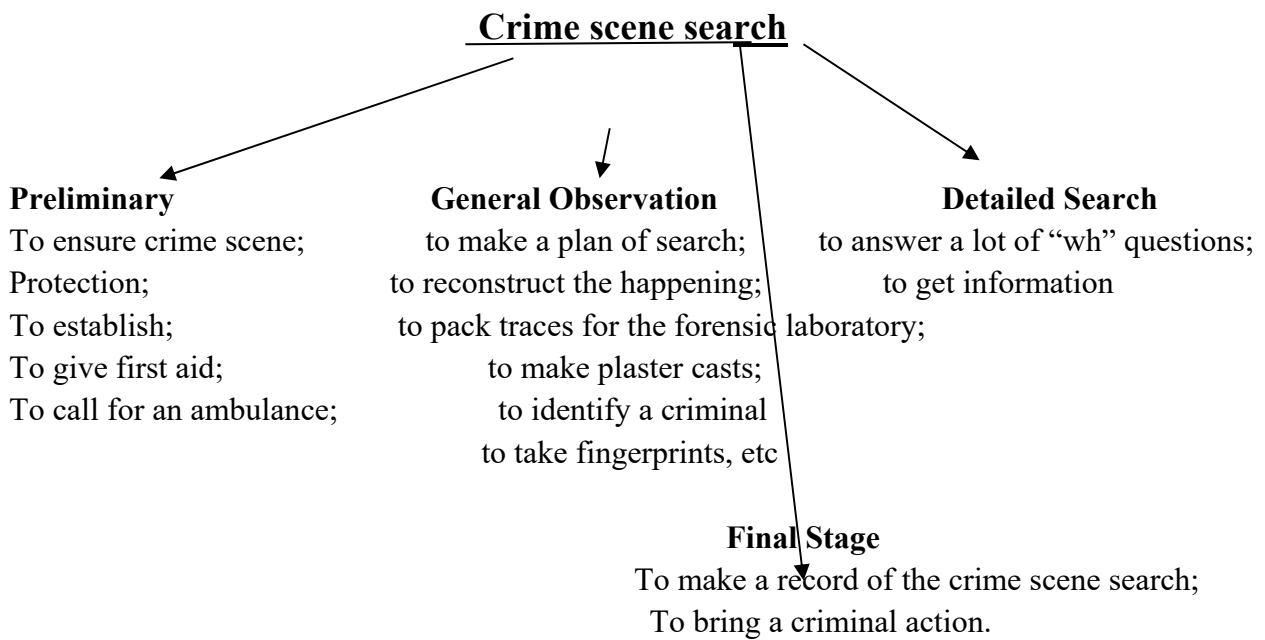 Crime scene search
Preliminary
To ensure crime scene;
Protection;
To establish;
To give first aid;
To call for an ambulance;
General Observation
to make a plan of search;
to reconstruct the happening;
to pack traces for the forensic laboratory;
to make plaster casts;
to identify a criminal
to take fingerprints, etc
Detailed Search
to answer a lot of “wh” questions;
to get information
Final Stage
To make a record of the crime scene search;
To bring a criminal action.